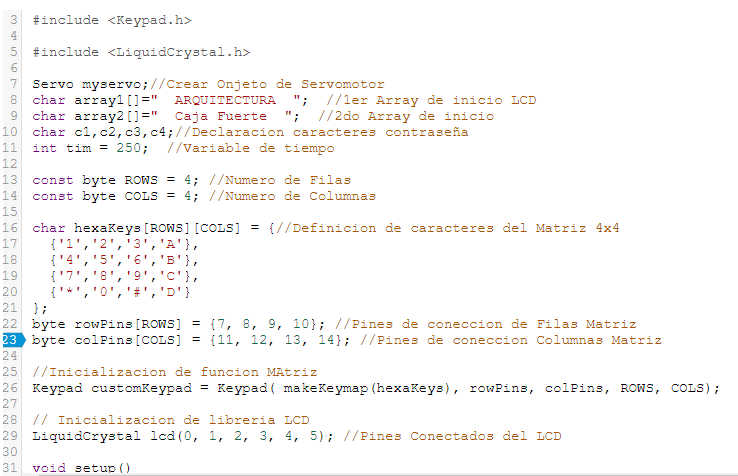 3 #include <Keypad.h>
4
5 #include <LiquidCrystal.h>
6
7 Servo myservo;//Crear Onjeto de Servomotor
8 char array1[]="  ARQUITECTURA  ";  //1er Array de inicio LCD
9 char array2[]="  Caja Fuerte  ";  //2do Array de inicio
10 char c1,c2,c3,c4;//Declaracion caracteres contraseña
11 int tim = 250;  //Variable de tiempo
12
13 const byte ROWS = 4; //Numero de Filas
14 const byte COLS = 4; //Numero de Columnas
15
16 char hexaKeys[ROWS][COLS] = {//Definicion de caracteres del Matriz 4x4
17   {'1','2','3','A'},
18   {'4','5','6','B'},
19   {'7','8','9','C'},
20   {'*','0','#','D'}
21 };
22 byte rowPins[ROWS] = {7, 8, 9, 10}; //Pines de coneccion de Filas Matriz
23 byte colPins[COLS] = {11, 12, 13, 14}; //Pines de coneccion Columnas Matriz
24
25 //Inicializacion de funcion MAtriz
26 Keypad customKeypad = Keypad( makeKeymap(hexaKeys), rowPins, colPins, ROWS, COLS);
27
28 // Inicializacion de libreria LCD
29 LiquidCrystal lcd(0, 1, 2, 3, 4, 5); //Pines Conectados del LCD
30
31 void setup()